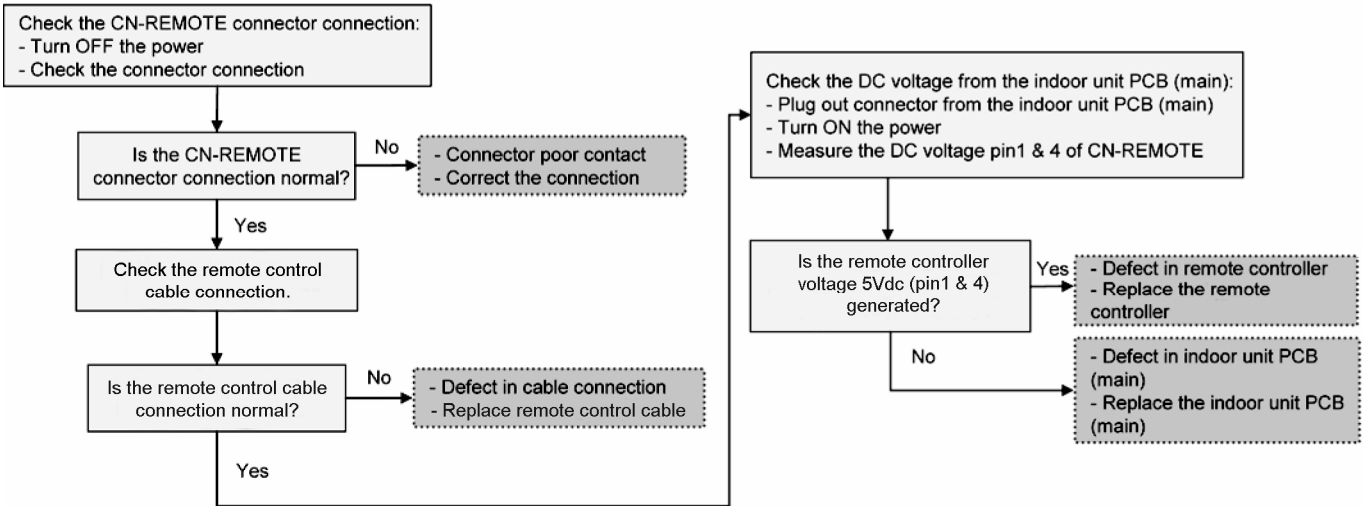 Check the CN-REMOTE connector connection:
- Turn OFF the power
- Check the connector connection
Is the CN-REMOTE
connector connection normal?
No
- Connector poor contact
- Correct the connection
Yes
Check the remote control
cable connection.
Is the remote control cable
connection normal?
No
- Defect in cable connection
- Replace remote control cable
Yes
Check the DC voltage from the indoor unit PCB (main):
- Plug out connector from the indoor unit PCB (main)
- Turn ON the power
- Measure the DC voltage pin1 & 4 of CN-REMOTE
Is the remote controller
voltage 5Vdc (pin1 & 4)
generated?
Yes
- Defect in remote controller
- Replace the remote
controller
No
- Defect in indoor unit PCB
(main)
- Replace the indoor unit PCB
(main)